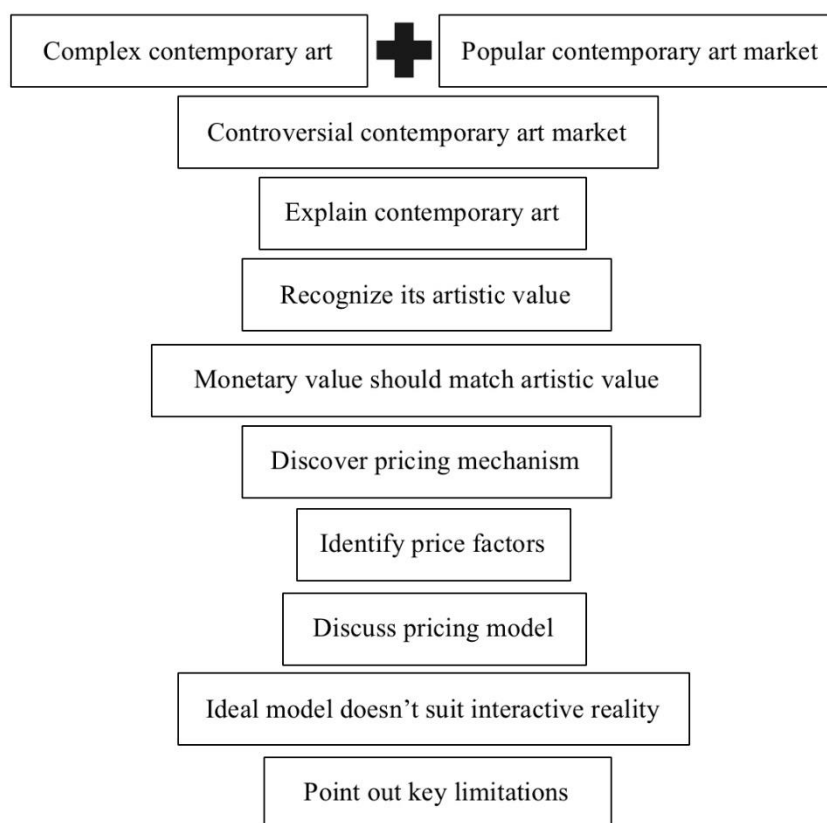 Complex contemporary art
Popular contemporary art market
Controversial contemporary art market
Explain contemporary art
Recognize its artistic value
Monetary value should match artistic value
Discover pricing mechanism
Identify price factors
Discuss pricing model
Ideal model doesn’t suit interactive reality
Point out key limitations